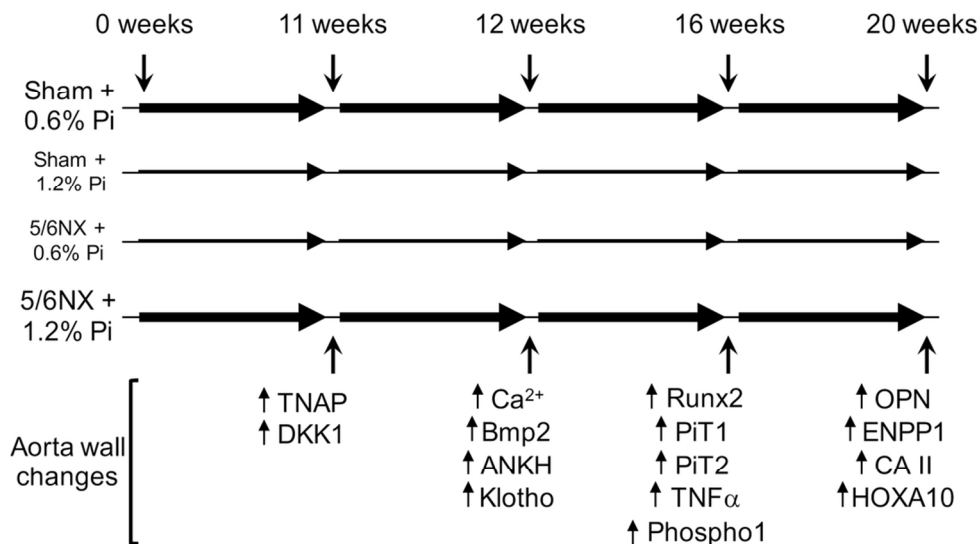 0 weeks 11 weeks 12 weeks 16 weeks 20 weeks
Sham +
0.6% Pi
Sham +
1.2% Pi
5/6NX +
0.6% Pi
5/6NX +
1.2% Pi
Aorta wall
changes
↑ TNAP
↑ DKK1
↑ Ca²⁺
↑ Bmp2
↑ ANKH
↑ Klotho
↑ Runx2
↑ PiT1
↑ PiT2
↑ TNFα
↑ Phospho1
↑ OPN
↑ ENPP1
↑ CA II
↑ HOXA10